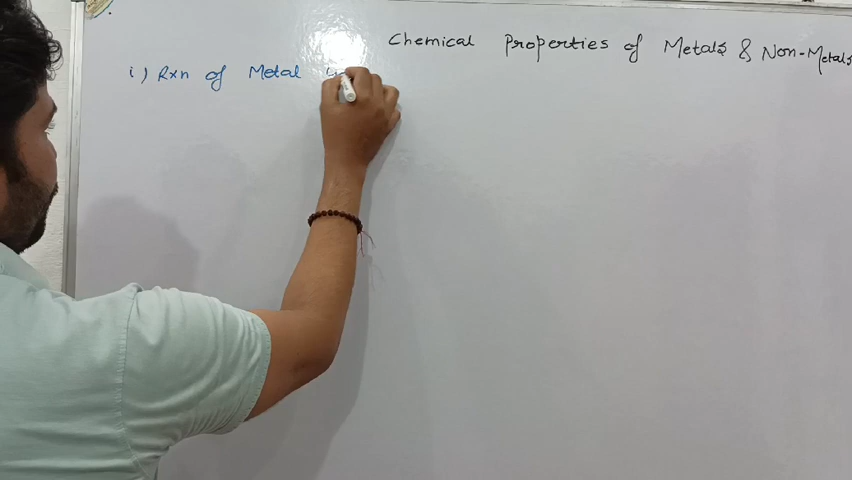 Chemical Properties of Metals & Non-Metals
i) Rxn of Metal